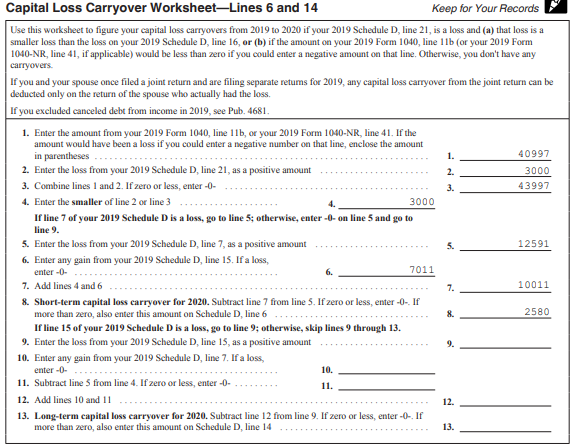 Capital Loss Carryover Worksheet—Lines 6 and 14 Keep for Your Records
Use this worksheet to figure your capital loss carryovers from 2019 to 2020 if your 2019 Schedule D, line 21, is a loss and (a) that loss is a
smaller loss than the loss on your 2019 Schedule D, line 16, or (b) if the amount on your 2019 Form 1040, line 11b (or your 2019 Form
1040-NR, line 41, if applicable) would be less than zero if you could enter a negative amount on that line. Otherwise, you don't have any
carryovers.
If you and your spouse once filed a joint return and are filing separate returns for 2019, any capital loss carryover from the joint return can be
deducted only on the return of the spouse who actually had the loss.
If you excluded canceled debt from income in 2019, see Pub. 4681.
1. Enter the amount from your 2019 Form 1040, line 11b, or your 2019 Form 1040-NR, line 41. If the
amount would have been a loss if you could enter a negative number on that line, enclose the amount
in parentheses 1. 40997
2. Enter the loss from your 2019 Schedule D, line 21, as a positive amount 2. 3000
3. Combine lines 1 and 2. If zero or less, enter -0- 3. 43997
4. Enter the smaller of line 2 or line 3 4. 3000
If line 7 of your 2019 Schedule D is a loss, go to line 5; otherwise, enter -0- on line 5 and go to
line 9.
5. Enter the loss from your 2019 Schedule D, line 7, as a positive amount 5. 12591
6. Enter any gain from your 2019 Schedule D, line 15. If a loss,
enter -0- 6. 7011
7. Add lines 4 and 6 7. 10011
8. Short-term capital loss carryover for 2020. Subtract line 7 from line 5. If zero or less, enter -0-. If
more than zero, also enter this amount on Schedule D, line 6 8. 2580
If line 15 of your 2019 Schedule D is a loss, go to line 9; otherwise, skip lines 9 through 13.
9. Enter the loss from your 2019 Schedule D, line 15, as a positive amount 9.
10. Enter any gain from your 2019 Schedule D, line 7. If a loss,
enter -0- 10.
11. Subtract line 5 from line 4. If zero or less, enter -0- 11.
12. Add lines 10 and 11 12.
13. Long-term capital loss carryover for 2020. Subtract line 12 from line 9. If zero or less, enter -0-. If
more than zero, also enter this amount on Schedule D, line 14 13.